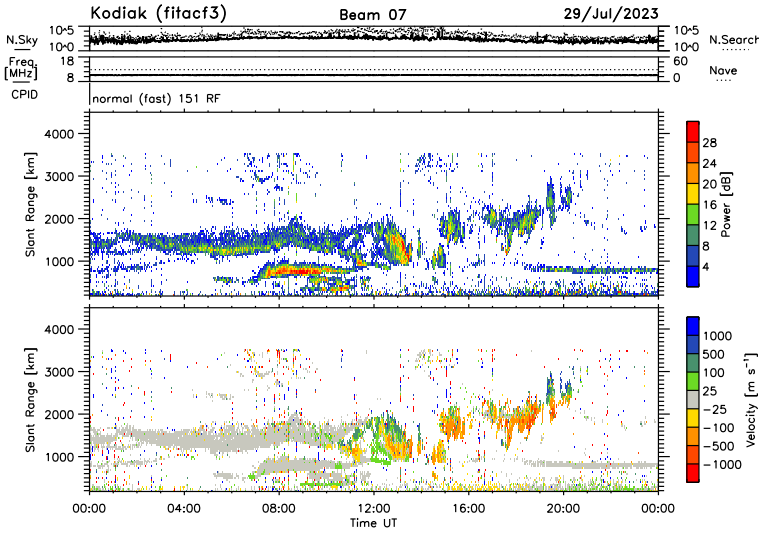 Kodiak (fitacf3) Beam 07 29/Jul/2023
N.Sky 10^5 10^0 10^5 10^0 N.Search
Freq. [MHz] 18 8 60 0 Nave
CPID normal (fast) 151 RF
Slant Range [km] 4000 3000 2000 1000
Power [dB] 28 24 20 16 12 8 4
Slant Range [km] 4000 3000 2000 1000
Velocity [m s⁻¹] 1000 500 100 25 −25 −100 −500 −1000
00:00 04:00 08:00 12:00 16:00 20:00 00:00
Time UT